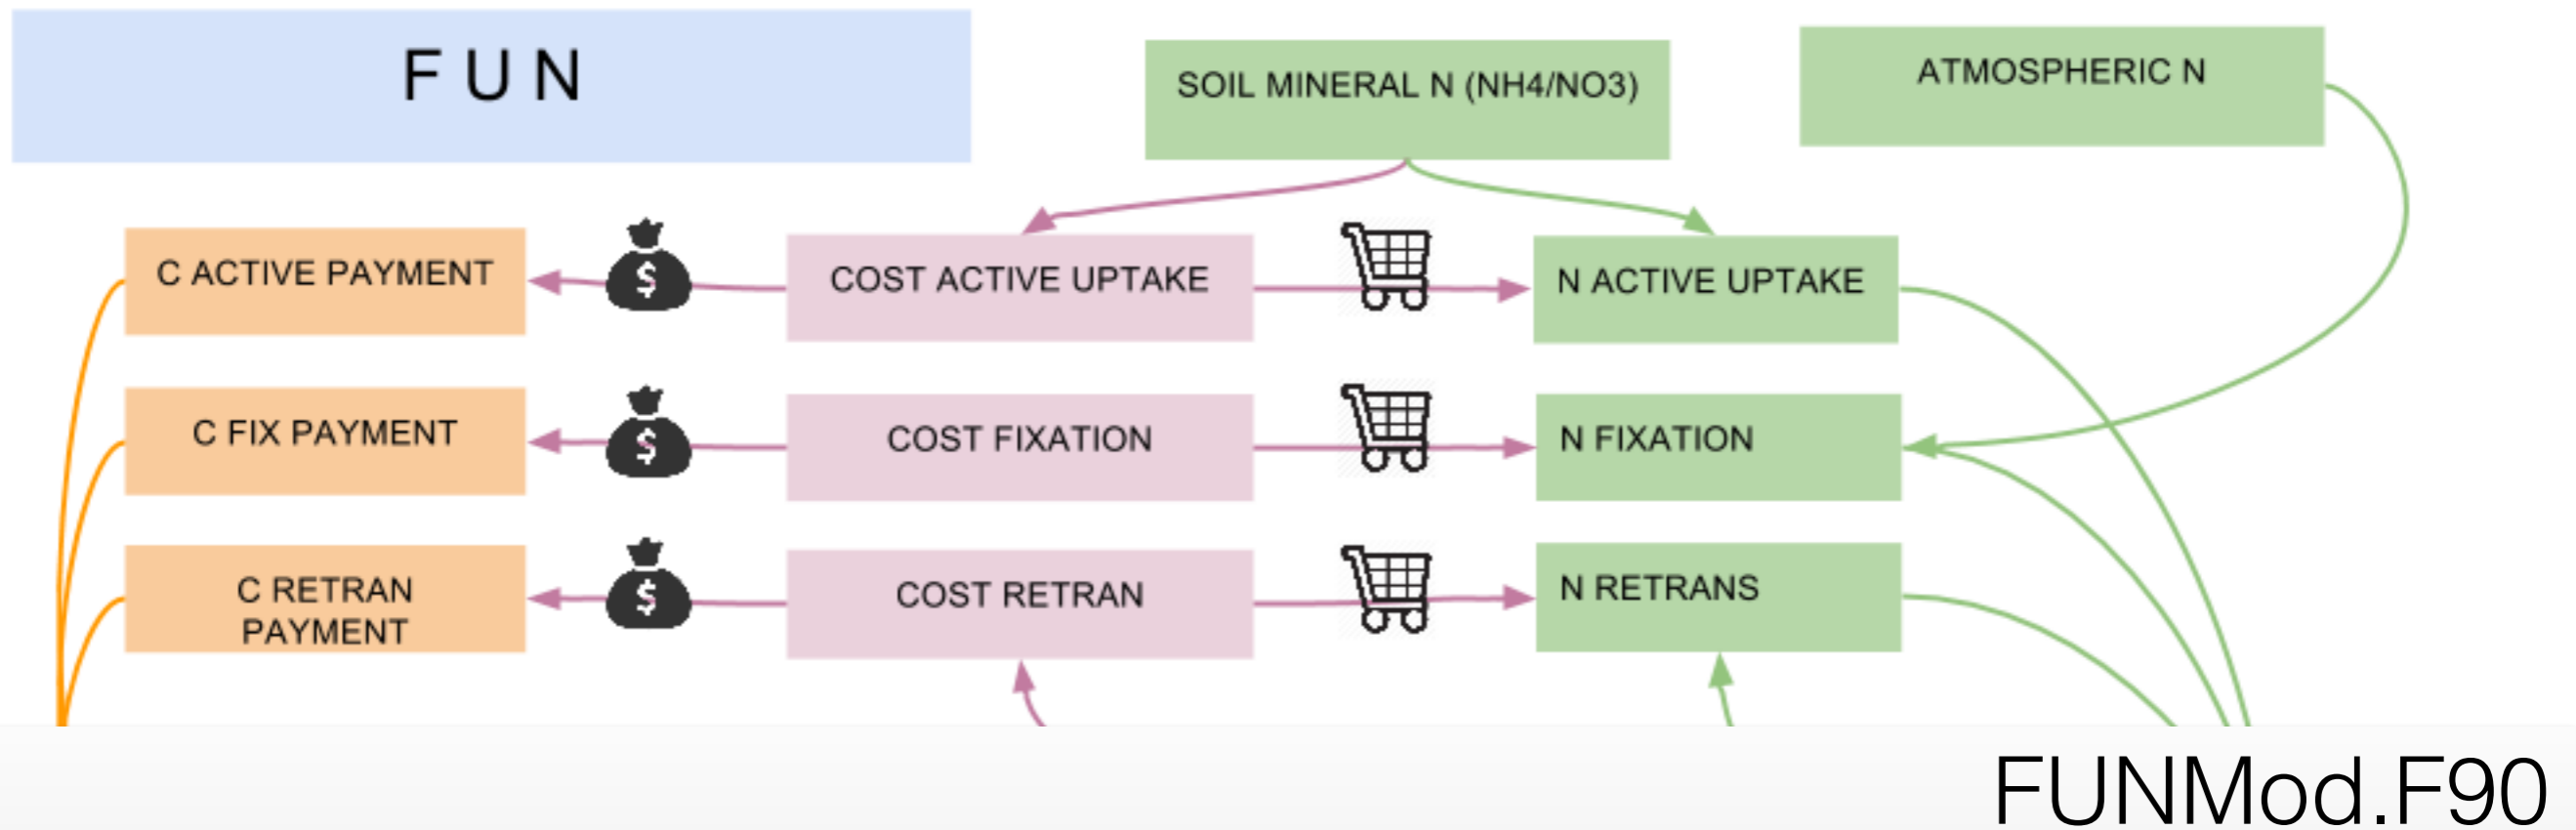 F U N
SOIL MINERAL N (NH4/NO3)
ATMOSPHERIC N
C ACTIVE PAYMENT
$
COST ACTIVE UPTAKE
N ACTIVE UPTAKE
C FIX PAYMENT
$
COST FIXATION
N FIXATION
C RETRAN
PAYMENT
$
COST RETRAN
N RETRANS
FUNMod.F90